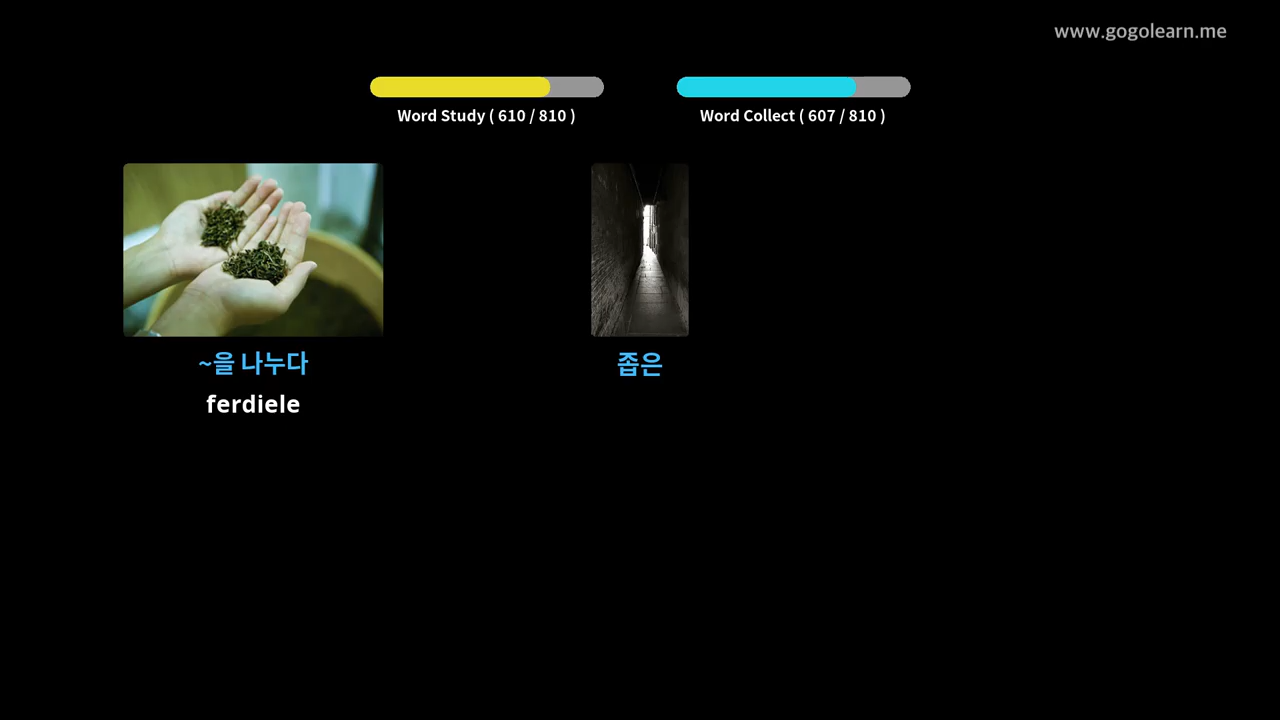 www.gogolearn.me
Word Study ( 610 / 810 )
Word Collect ( 607 / 810 )
~을 나누다
ferdiele
좁은